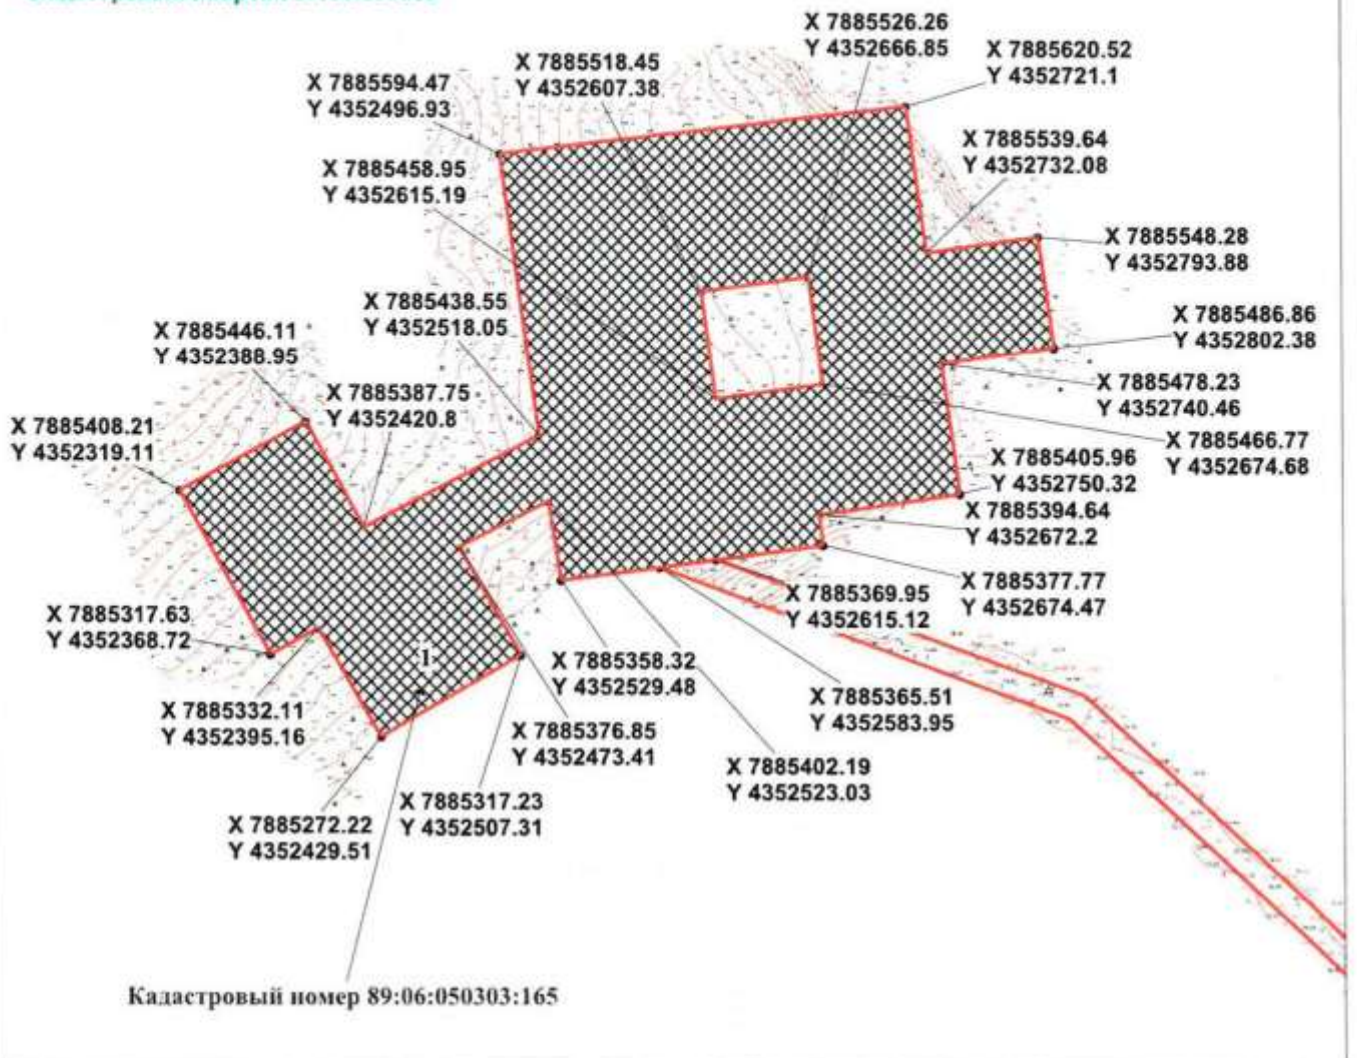 X 7885526.26
Y 4352666.85
X 7885620.52
Y 4352721.1
X 7885518.45
Y 4352607.38
X 7885594.47
Y 4352496.93
X 7885539.64
Y 4352732.08
X 7885458.95
Y 4352615.19
X 7885548.28
Y 4352793.88
X 7885438.55
Y 4352518.05
X 7885486.86
Y 4352802.38
X 7885446.11
Y 4352388.95
X 7885478.23
Y 4352740.46
X 7885387.75
Y 4352420.8
X 7885408.21
Y 4352319.11
X 7885466.77
Y 4352674.68
X 7885405.96
Y 4352750.32
X 7885394.64
Y 4352672.2
X 7885377.77
Y 4352674.47
X 7885369.95
Y 4352615.12
X 7885317.63
Y 4352368.72
1
X 7885358.32
Y 4352529.48
X 7885365.51
Y 4352583.95
X 7885332.11
Y 4352395.16
X 7885376.85
Y 4352473.41
X 7885402.19
Y 4352523.03
X 7885317.23
Y 4352507.31
X 7885272.22
Y 4352429.51
Кадастровый номер 89:06:050303:165